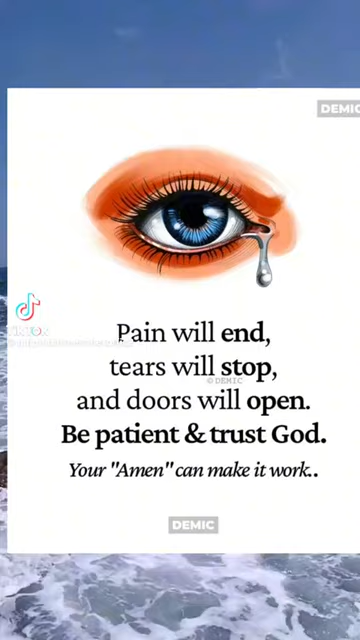 DEMIC
Pain will end,
tears will stop,
© DEMIC
and doors will open.
Be patient & trust God.
Your "Amen" can make it work..
DEMIC
TikTok